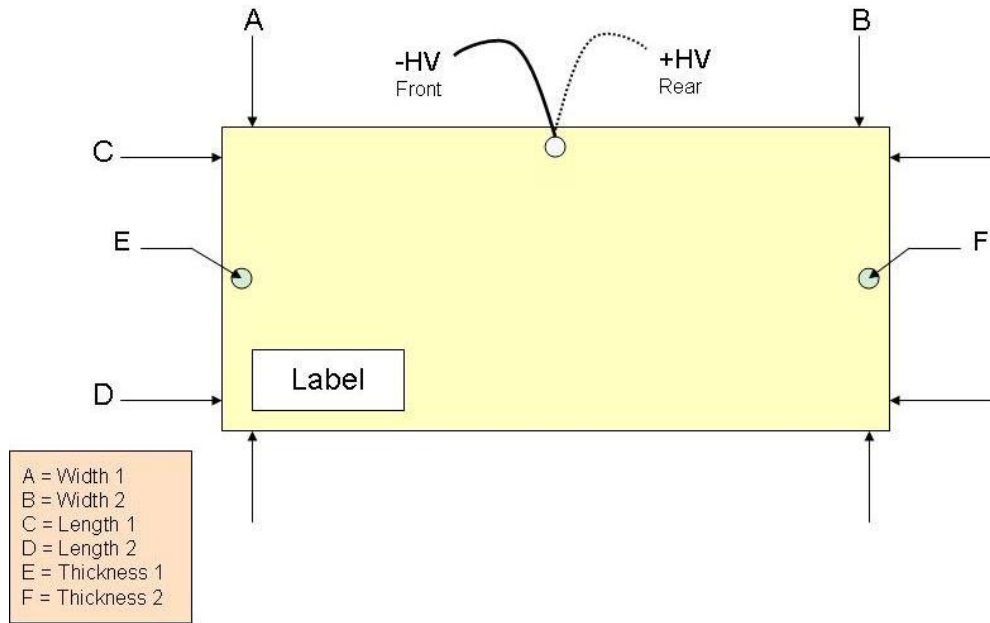 A
B
-HV
Front
+HV
Rear
C
E
F
D
Label
A = Width 1
B = Width 2
C = Length 1
D = Length 2
E = Thickness 1
F = Thickness 2